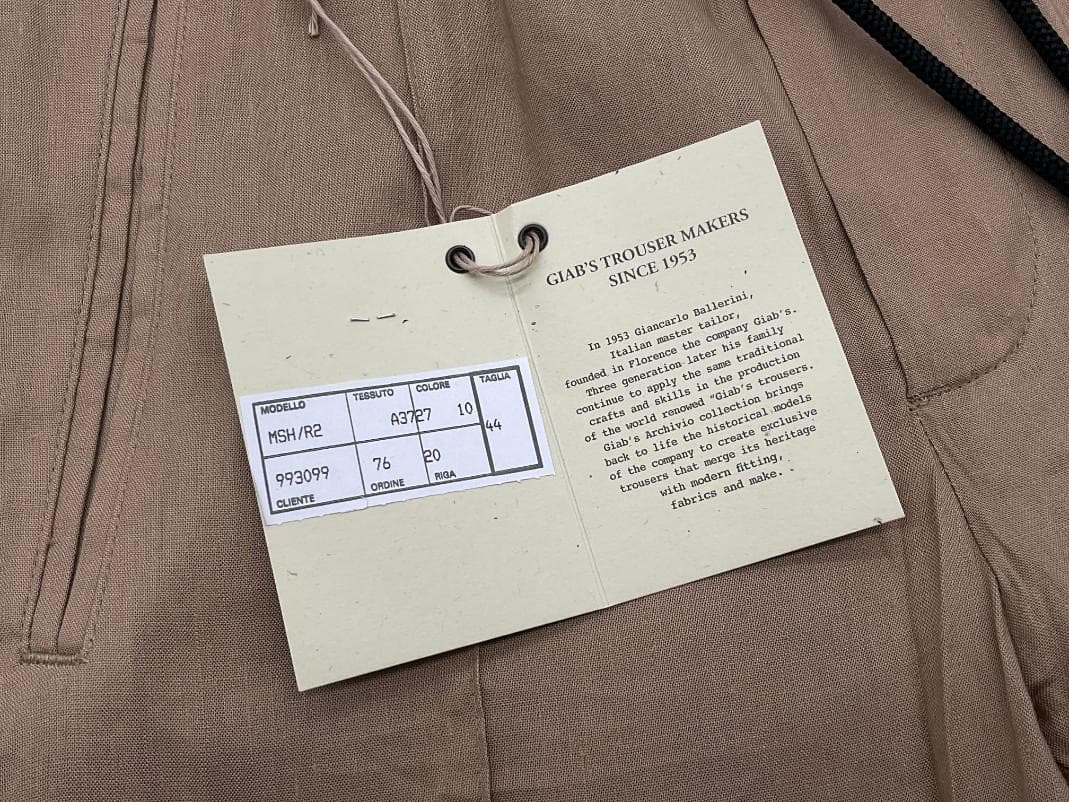 MODELLO TESSUTO COLORE TAGLIA
MSH/R2 A3727 10 44
993099 76 20
CLIENTE ORDINE RIGA
GIAB'S TROUSER MAKERS
SINCE 1953
In 1953 Giancarlo Ballerini,
Italian master tailor,
founded in Florence the company Giab's.
Three generation later his family
continue to apply the same traditional
crafts and skills in the production
of the world renowed "Giab's trousers.
Giab's Archivio collection brings
back to life the historical models
of the company to create exclusive
trousers that merge its heritage
with modern fitting,
fabrics and make.